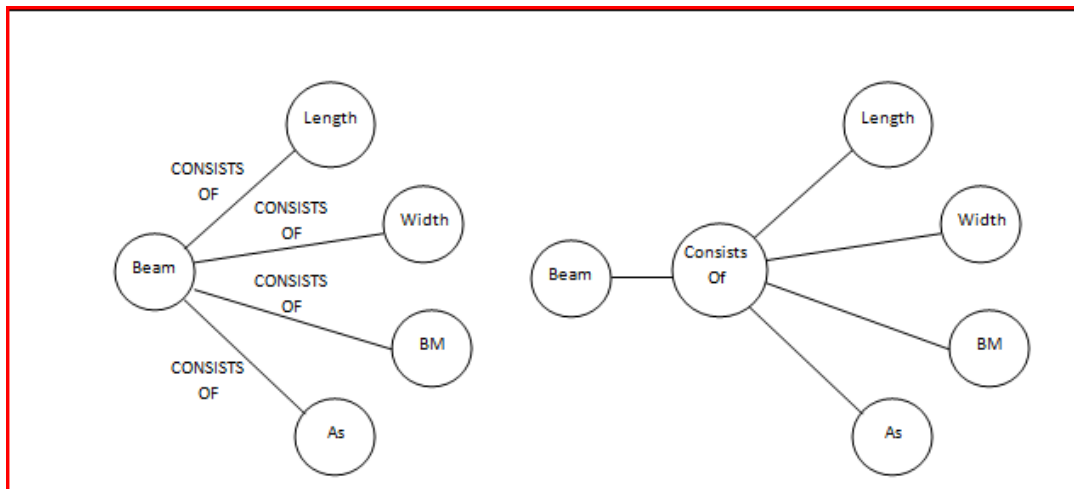 Length
CONSISTS
OF
CONSISTS
OF
Width
Beam
CONSISTS
OF
BM
CONSISTS
OF
As
Length
Width
Consists
Of
Beam
BM
As